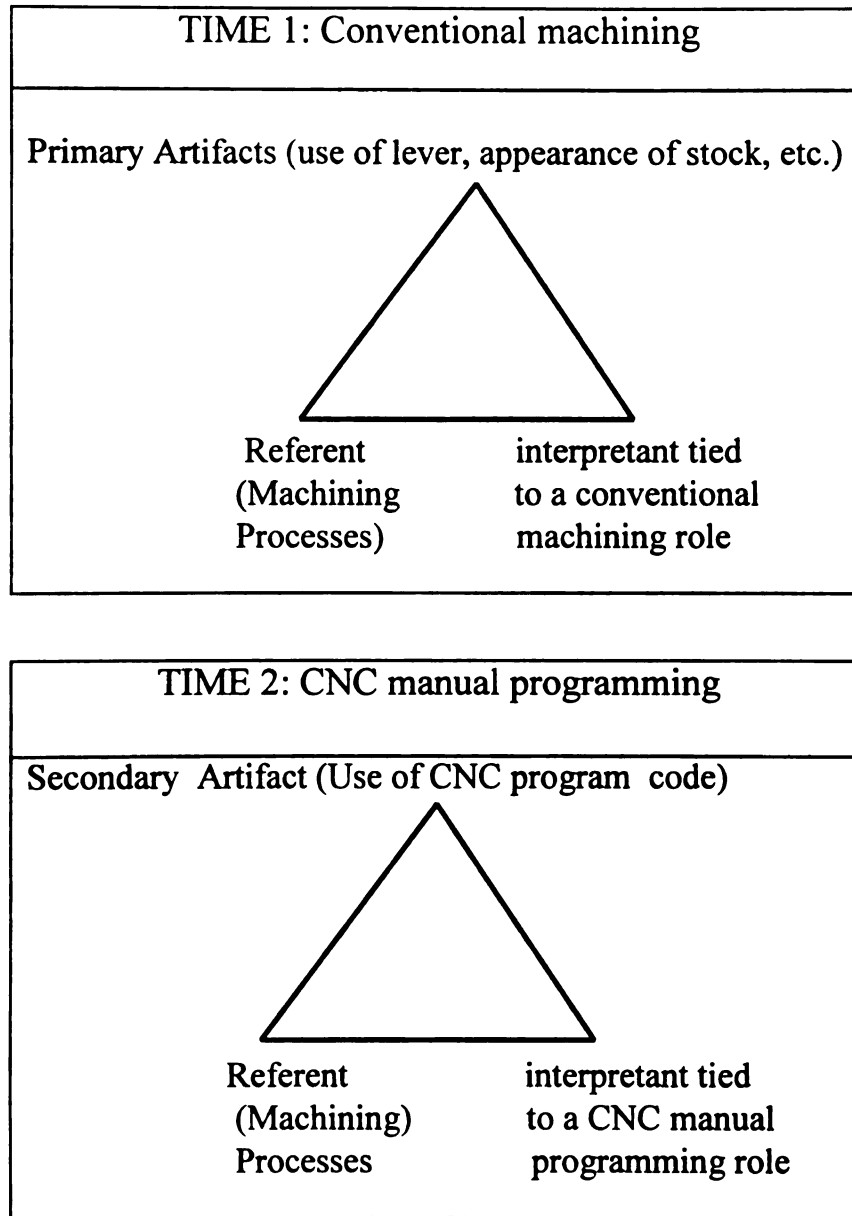 TIME 1: Conventional machining
Primary Artifacts (use of lever, appearance of stock, etc.)
Referent
(Machining
Processes)
interpretant tied
to a conventional
machining role
TIME 2: CNC manual programming
Secondary Artifact (Use of CNC program code)
Referent
(Machining)
Processes
interpretant tied
to a CNC manual
programming role